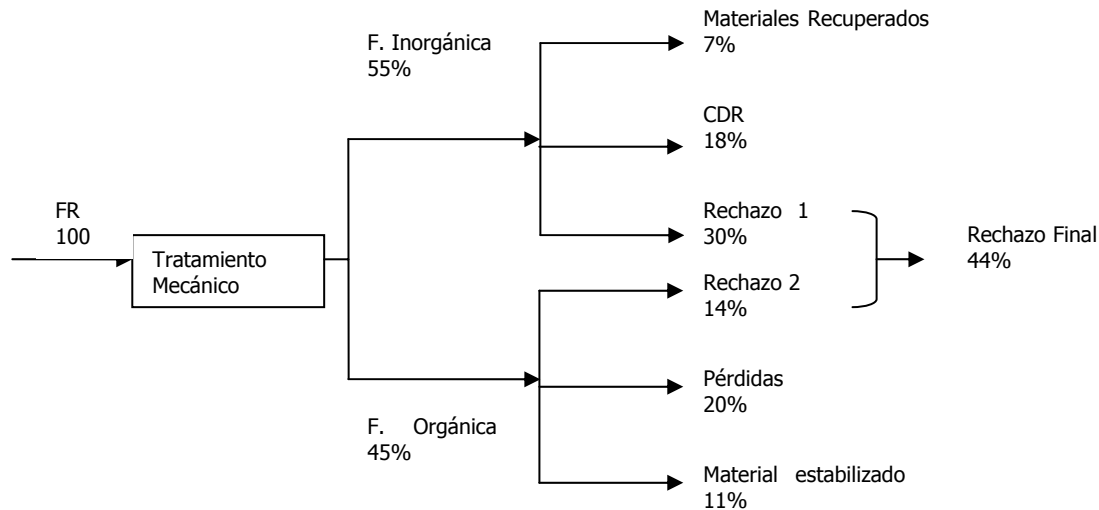 Materiales Recuperados
7%
F. Inorgánica
55%
CDR
18%
FR
100
Rechazo 1
30%
Rechazo Final
44%
Tratamiento
Mecánico
Rechazo 2
14%
Pérdidas
20%
F. Orgánica
45%
Material estabilizado
11%